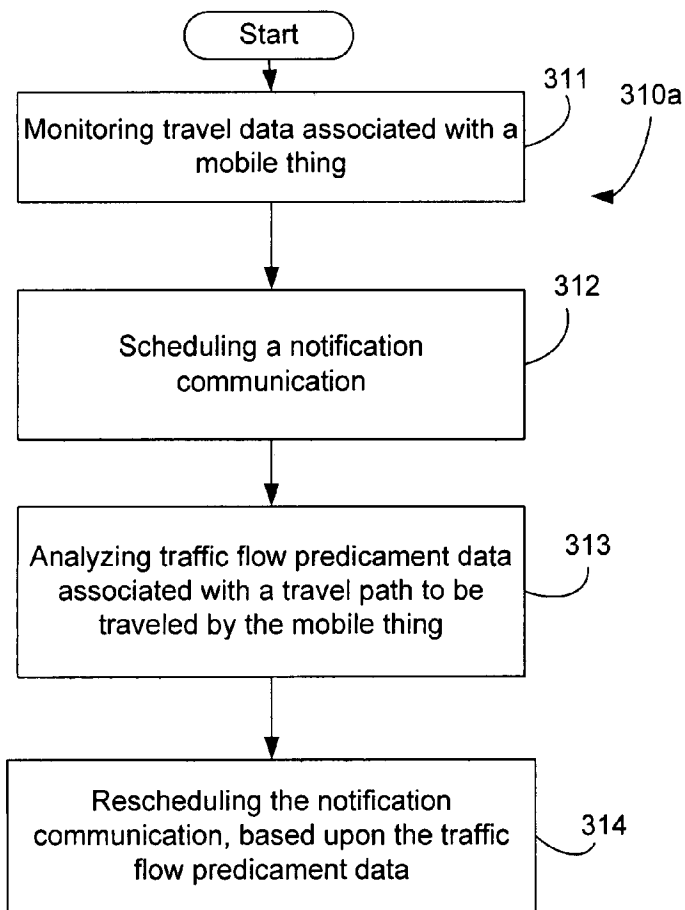 Start
311
310a
Monitoring travel data associated with a
mobile thing
312
Scheduling a notification
communication
313
Analyzing traffic flow predicament data
associated with a travel path to be
traveled by the mobile thing
Rescheduling the notification
communication, based upon the traffic
flow predicament data
314